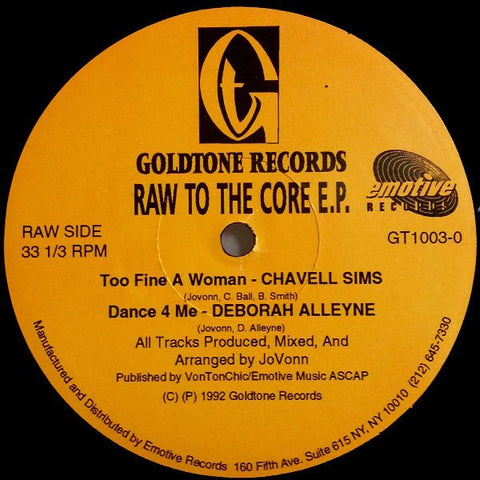 Gt
GOLDTONE RECORDS
RAW TO THE CORE E.P.
emotive
RECORDS
RAW SIDE
33 1/3 RPM
GT1003-0
Too Fine A Woman - CHAVELL SIMS
(Jovonn, C. Ball, B. Smith)
Dance 4 Me - DEBORAH ALLEYNE
(Jovonn, D. Alleyne)
All Tracks Produced, Mixed, And
Arranged by JoVonn
Published by VonTonChic/Emotive Music ASCAP
(C) (P) 1992 Goldtone Records
Manufactured and Distributed by Emotive Records 160 Fifth Ave. Suite 615 NY, NY 10010 (212) 645-7330